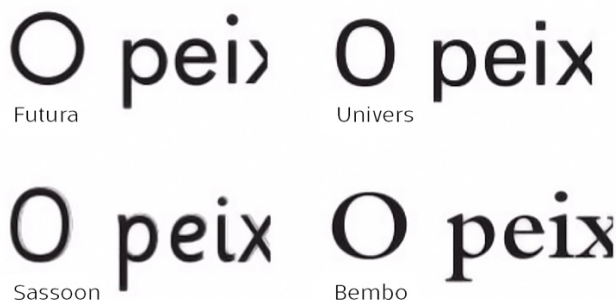 O peix
Futura
O peix
Univers
O peix
Sassoon
O peix
Bembo